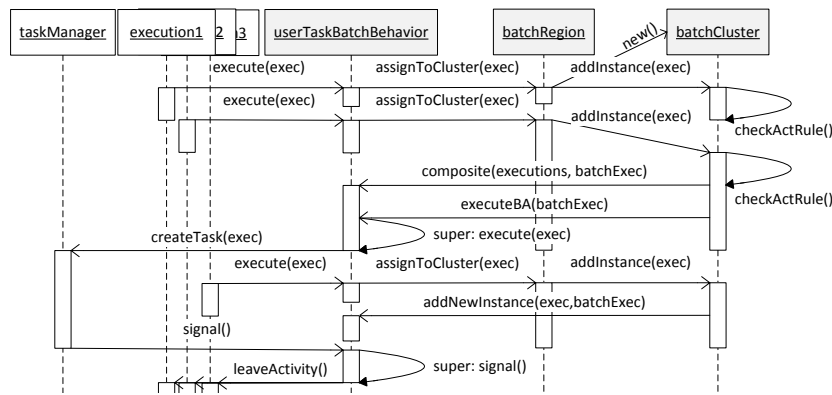 taskManager
execution1
2
n3
userTaskBatchBehavior
batchRegion
new()
batchCluster
execute(exec)
assignToCluster(exec)
addInstance(exec)
execute(exec)
assignToCluster(exec)
addInstance(exec)
checkActRule()
composite(executions, batchExec)
checkActRule()
executeBA(batchExec)
createTask(exec)
super: execute(exec)
execute(exec)
assignToCluster(exec)
addInstance(exec)
addNewInstance(exec,batchExec)
signal()
leaveActivity()
super: signal()